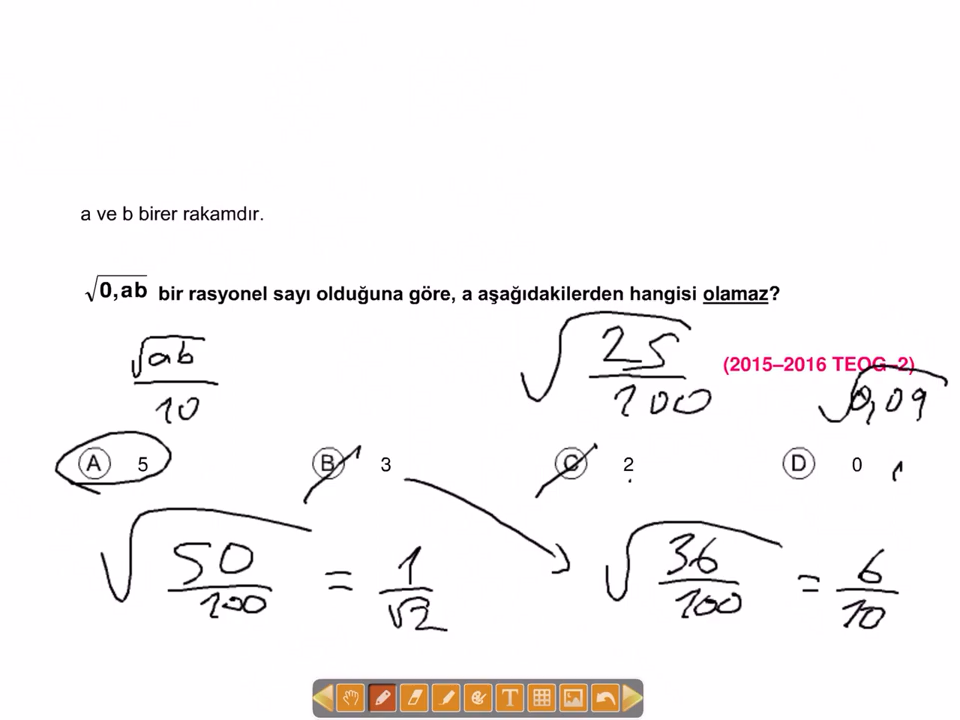 a ve b birer rakamdır.
√0,ab bir rasyonel sayı olduğuna göre, a aşağıdakilerden hangisi olamaz?
√ab
10
√25
100
(2015–2016 TEOG–2)
√0,09
A 5 B 3 C 2 D 0
√50/100 = 1/√2
√36/100 = 6/10
T